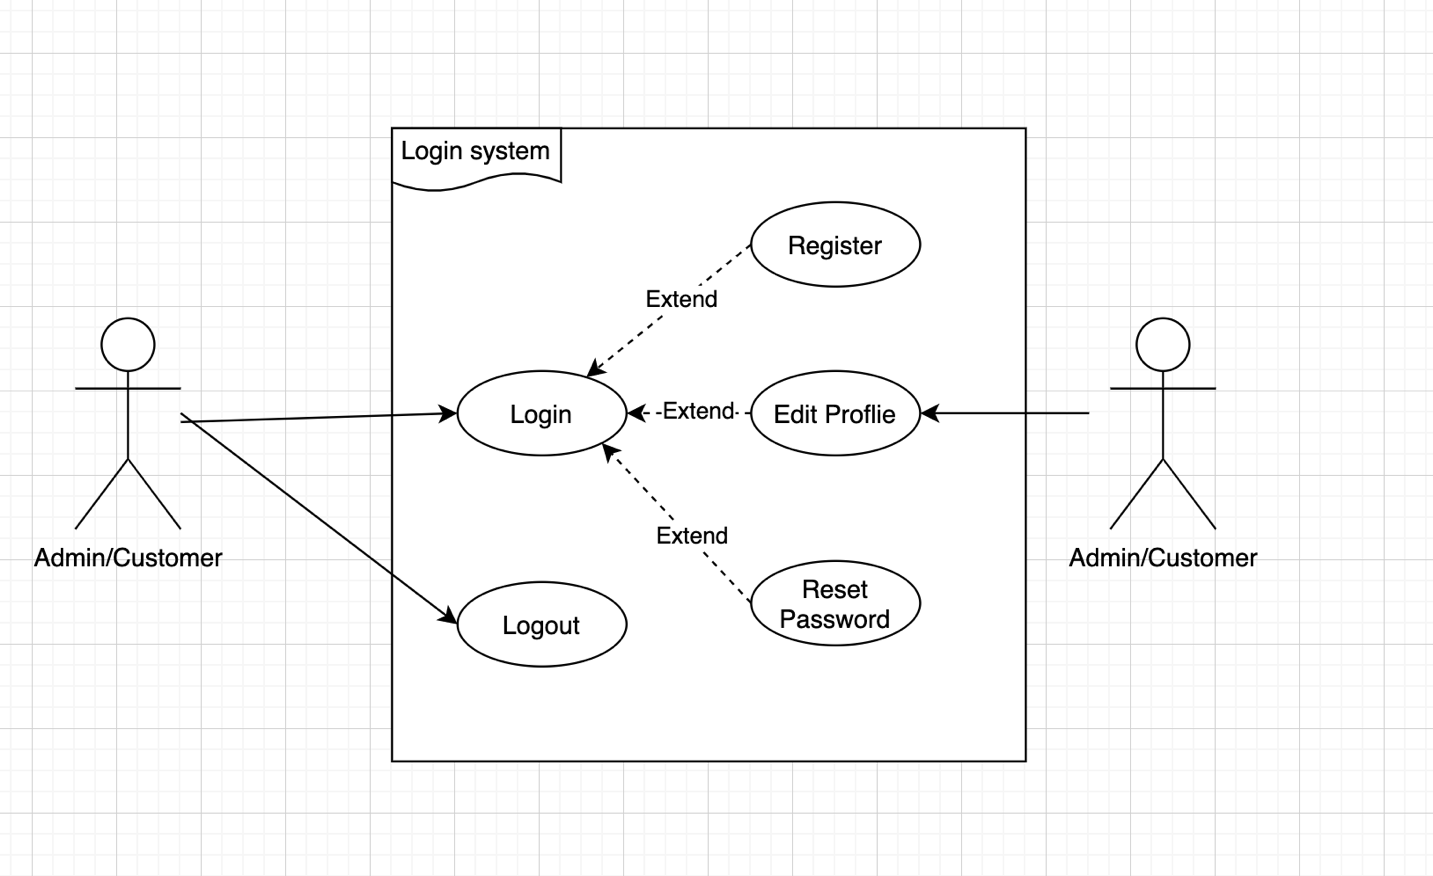 Login system
Register
Extend
Login
Extend
Edit Proflie
Extend
Reset
Password
Logout
Admin/Customer
Admin/Customer